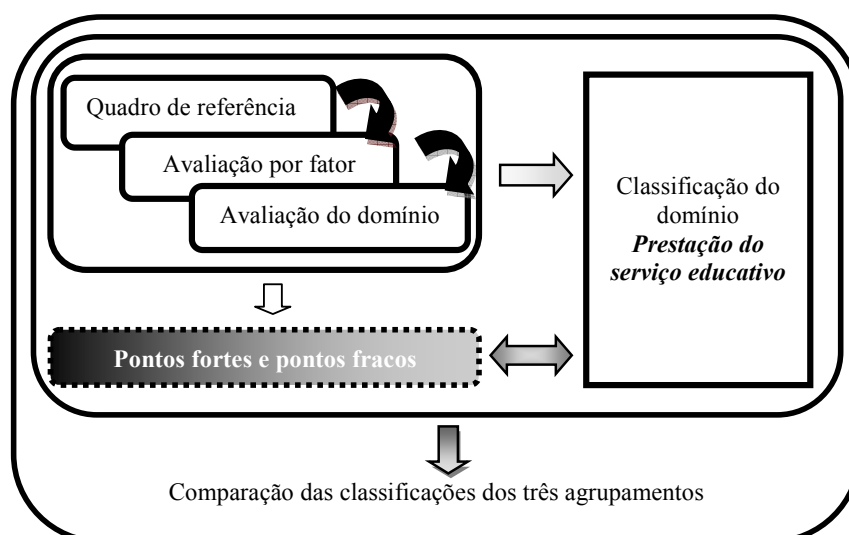 Quadro de referência
Avaliação por fator
Avaliação do domínio
Classificação do
domínio
Prestação do
serviço educativo
Pontos fortes e pontos fracos
Comparação das classificações dos três agrupamentos